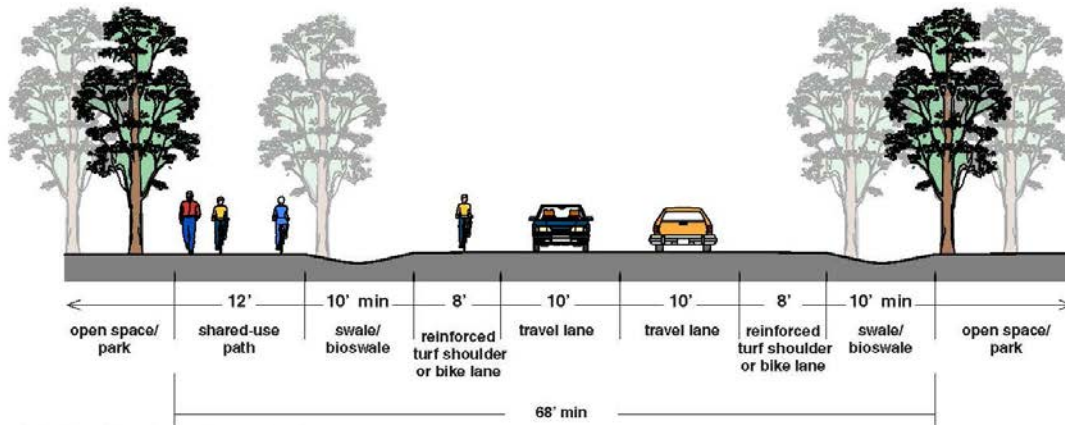 12' 10' min 8' 10' 10' 8' 10' min
open space/
park
shared-use
path
swale/
bioswale
reinforced
turf shoulder
or bike lane
travel lane
travel lane
reinforced
turf shoulder
or bike lane
swale/
bioswale
open space/
park
68' min